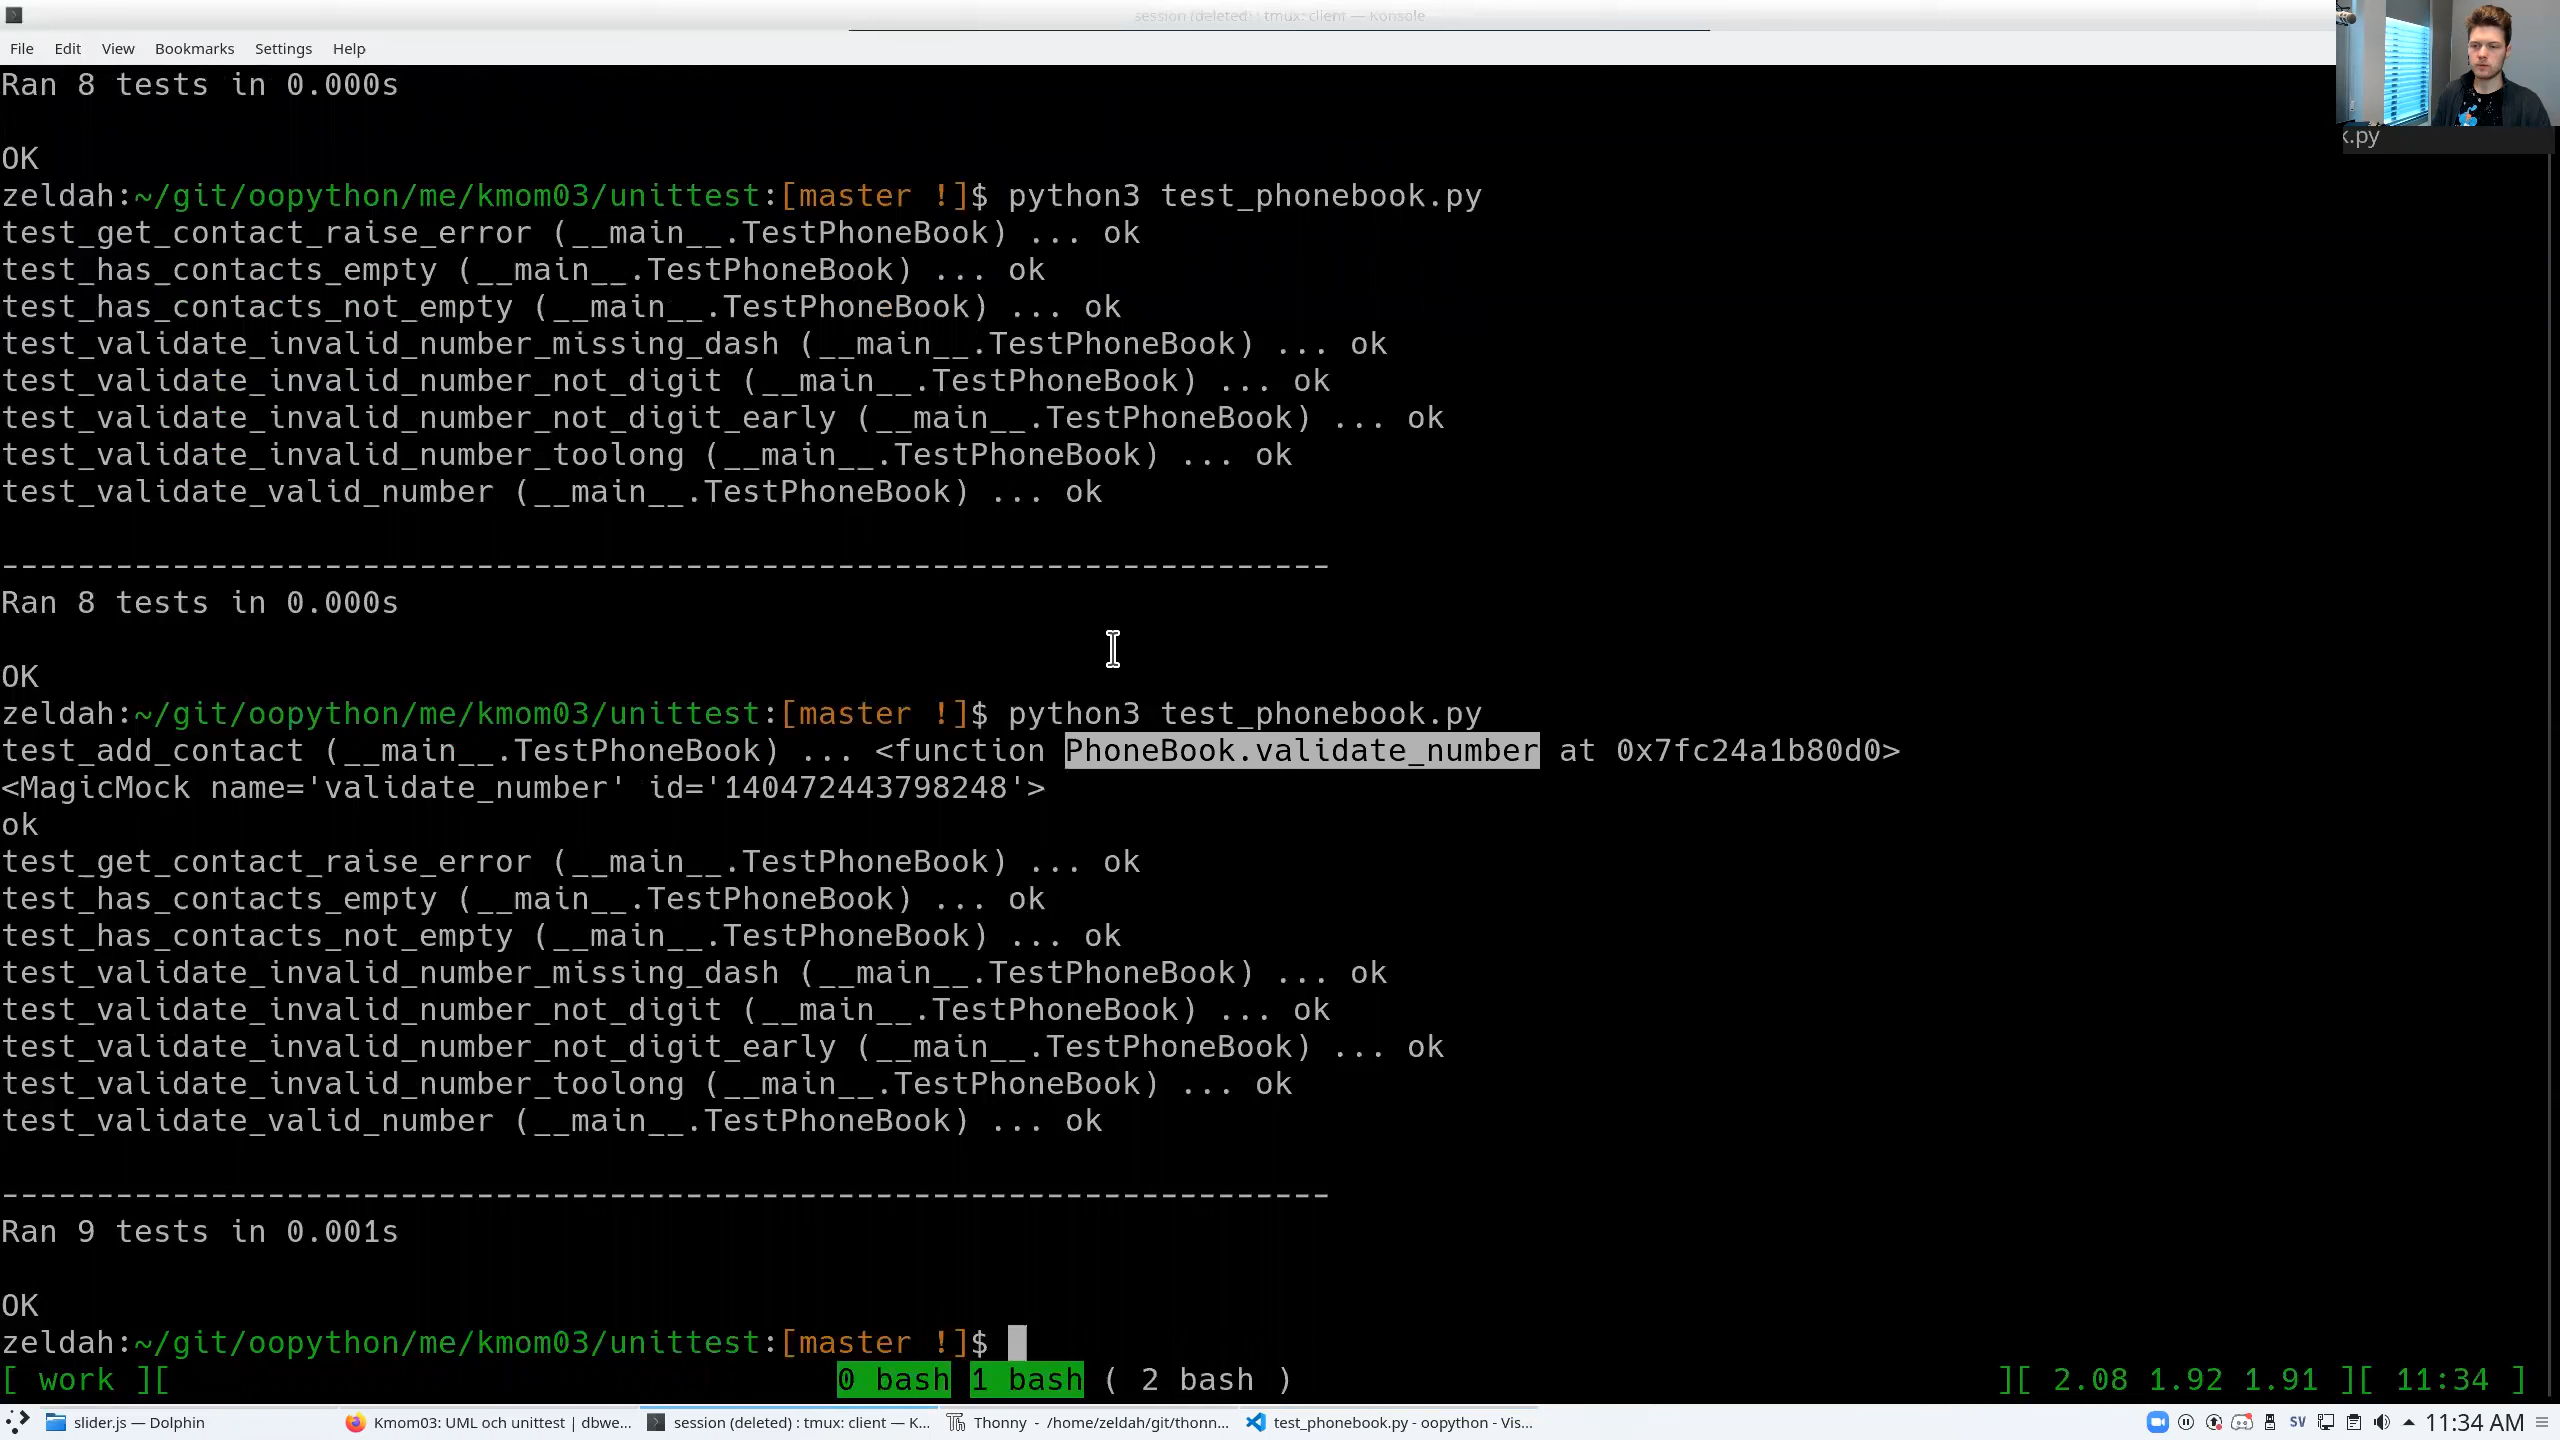 session (deleted) : tmux: client — Konsole
File Edit View Bookmarks Settings Help
k.py
Ran 8 tests in 0.000s
OK
zeldah:~/git/oopython/me/kmom03/unittest:[master !]$ python3 test_phonebook.py
test_get_contact_raise_error (__main__.TestPhoneBook) ... ok
test_has_contacts_empty (__main__.TestPhoneBook) ... ok
test_has_contacts_not_empty (__main__.TestPhoneBook) ... ok
test_validate_invalid_number_missing_dash (__main__.TestPhoneBook) ... ok
test_validate_invalid_number_not_digit (__main__.TestPhoneBook) ... ok
test_validate_invalid_number_not_digit_early (__main__.TestPhoneBook) ... ok
test_validate_invalid_number_toolong (__main__.TestPhoneBook) ... ok
test_validate_valid_number (__main__.TestPhoneBook) ... ok
----------------------------------------------------------------------
Ran 8 tests in 0.000s
OK
zeldah:~/git/oopython/me/kmom03/unittest:[master !]$ python3 test_phonebook.py
test_add_contact (__main__.TestPhoneBook) ... <function PhoneBook.validate_number at 0x7fc24a1b80d0>
<MagicMock name='validate_number' id='140472443798248'>
ok
test_get_contact_raise_error (__main__.TestPhoneBook) ... ok
test_has_contacts_empty (__main__.TestPhoneBook) ... ok
test_has_contacts_not_empty (__main__.TestPhoneBook) ... ok
test_validate_invalid_number_missing_dash (__main__.TestPhoneBook) ... ok
test_validate_invalid_number_not_digit (__main__.TestPhoneBook) ... ok
test_validate_invalid_number_not_digit_early (__main__.TestPhoneBook) ... ok
test_validate_invalid_number_toolong (__main__.TestPhoneBook) ... ok
test_validate_valid_number (__main__.TestPhoneBook) ... ok
----------------------------------------------------------------------
Ran 9 tests in 0.001s
OK
zeldah:~/git/oopython/me/kmom03/unittest:[master !]$
[ work ][ 0 bash 1 bash ( 2 bash ) ][ 2.08 1.92 1.91 ][ 11:34 ]
slider.js — Dolphin Kmom03: UML och unittest | dbwe... session (deleted) : tmux: client — K... Thonny - /home/zeldah/git/thonn... test_phonebook.py - oopython - Vis... SV 11:34 AM